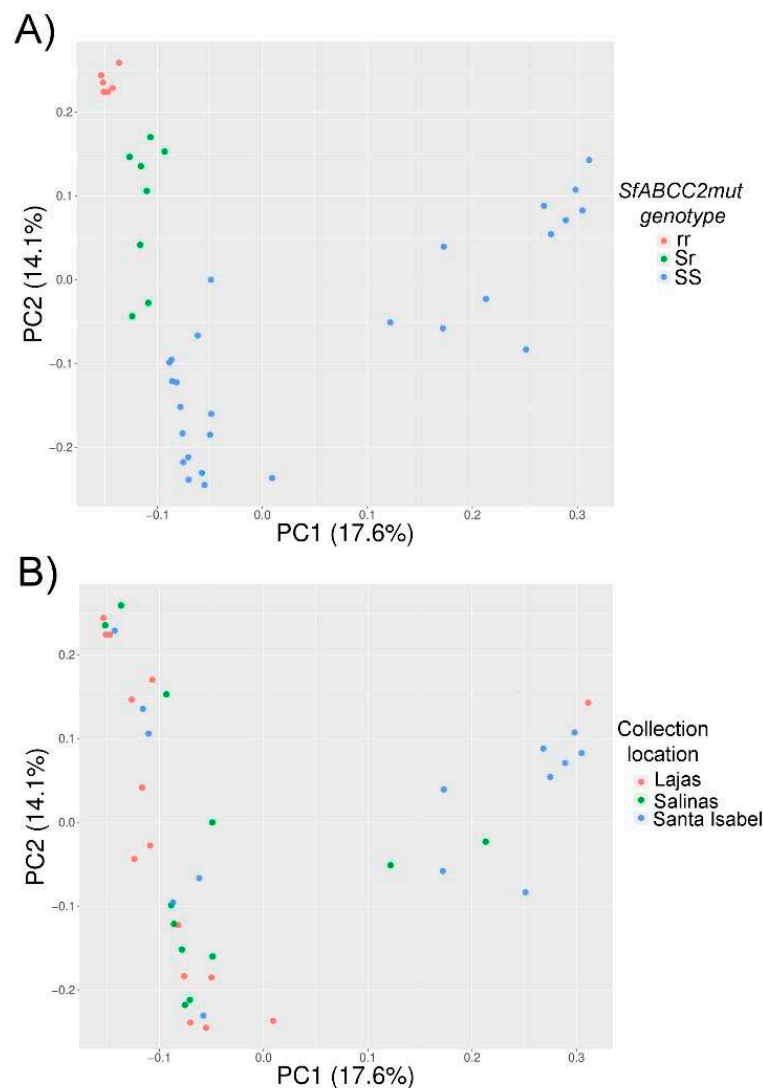 A)
0.2
0.1
0.0
−0.1
−0.2
PC2 (14.1%)
−0.1
0.0
0.1
0.2
0.3
PC1 (17.6%)
SfABCC2mut
genotype
rr
Sr
SS
B)
0.2
0.1
0.0
−0.1
−0.2
PC2 (14.1%)
−0.1
0.0
0.1
0.2
0.3
PC1 (17.6%)
Collection
location
Lajas
Salinas
Santa Isabel